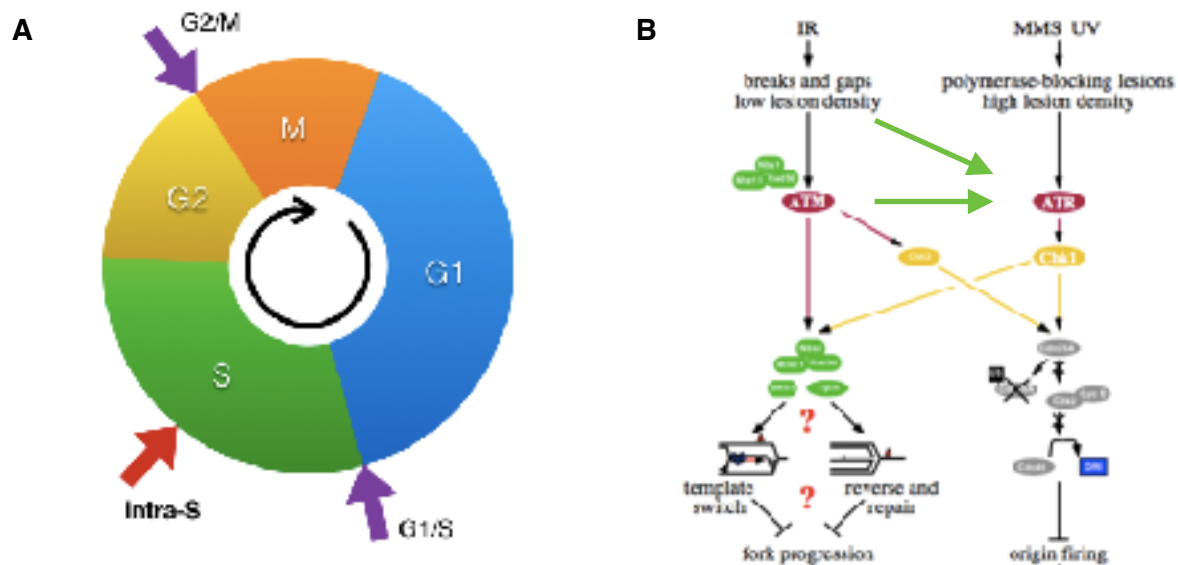 A
G2/M
M
G2
G1
S
Intra-S
G1/S
B
IR
MMS UV
breaks and gaps
low lesion density
polymerase-blocking lesions
high lesion density
ATM
ATR
Chk1
?
template
switch
?
reverse and
repair
fork progression
origin firing